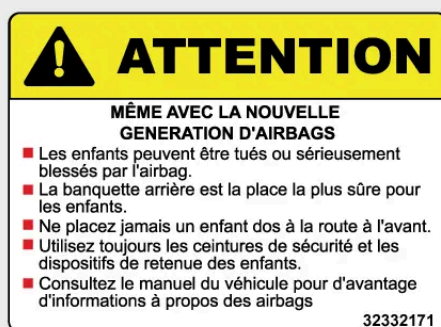 ATTENTION
MÊME AVEC LA NOUVELLE
GENERATION D'AIRBAGS
Les enfants peuvent être tués ou sérieusement
blessés par l'airbag.
La banquette arrière est la place la plus sûre pour
les enfants.
Ne placez jamais un enfant dos à la route à l'avant.
Utilisez toujours les ceintures de sécurité et les
dispositifs de retenue des enfants.
Consultez le manuel du véhicule pour d'avantage
d'informations à propos des airbags
32332171